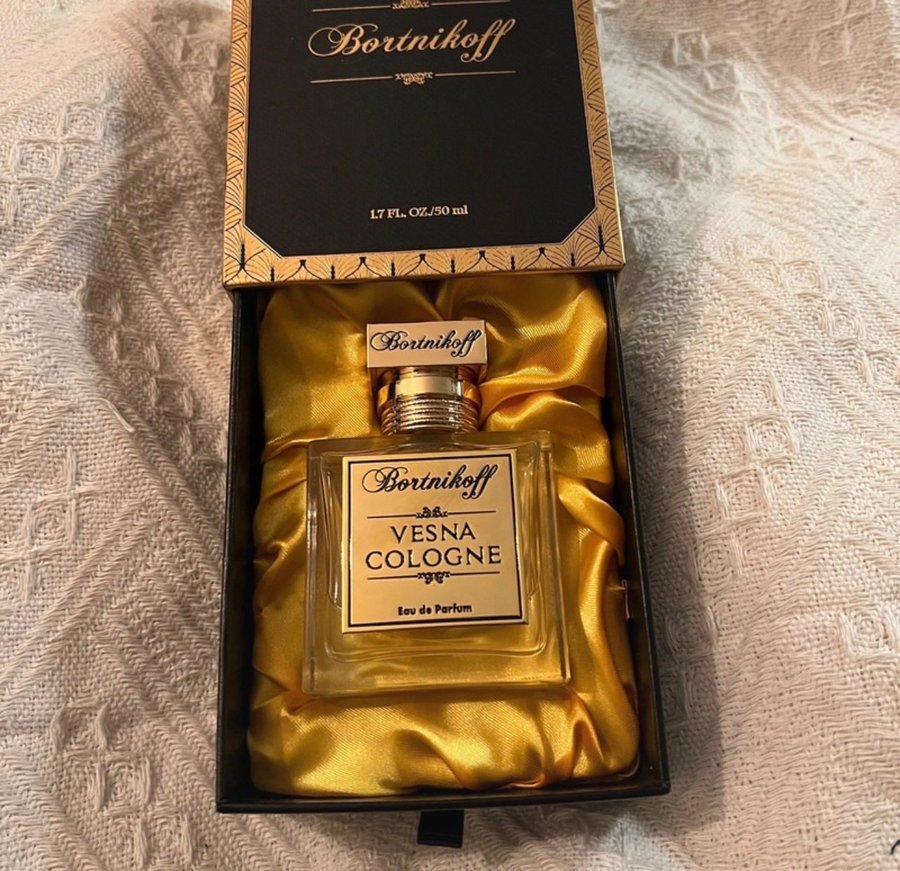 Bortnikoff
1.7 FL. OZ./50 ml
Bortnikoff
Bortnikoff
VESNA
COLOGNE
Eau de Parfum